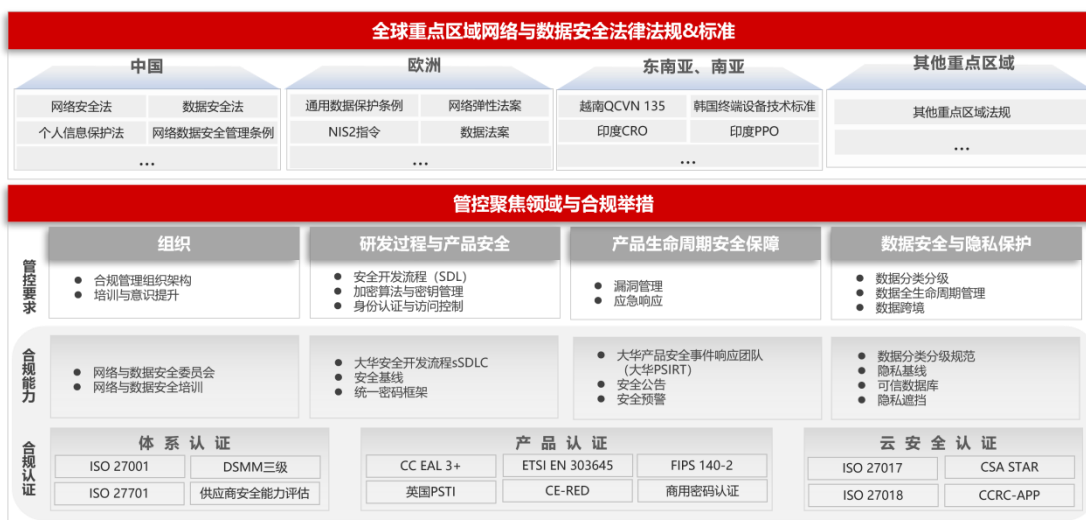 全球重点区域网络与数据安全法律法规&标准
中国
欧洲
东南亚、南亚
其他重点区域
网络安全法
数据安全法
个人信息保护法
网络数据安全管理条例
...
通用数据保护条例
网络弹性法案
NIS2指令
数据法案
...
越南QCVN 135
韩国终端设备技术标准
印度CRO
印度PPO
...
其他重点区域法规
...
管控聚焦领域与合规举措
管控要求
组织
● 合规管理组织架构
● 培训与意识提升
研发过程与产品安全
● 安全开发流程（SDL）
● 加密算法与密钥管理
● 身份认证与访问控制
产品生命周期安全保障
● 漏洞管理
● 应急响应
数据安全与隐私保护
● 数据分类分级
● 数据全生命周期管理
● 数据跨境
合规能力
● 网络与数据安全委员会
● 网络与数据安全培训
● 大华安全开发流程sSDLC
● 安全基线
● 统一密码框架
● 大华产品安全事件响应团队
（大华PSIRT）
● 安全公告
● 安全预警
● 数据分类分级规范
● 隐私基线
● 可信数据库
● 隐私遮挡
合规认证
体系认证
ISO 27001
DSMM三级
ISO 27701
供应商安全能力评估
产品认证
CC EAL 3+
ETSI EN 303645
FIPS 140-2
英国PSTI
CE-RED
商用密码认证
云安全认证
ISO 27017
CSA STAR
ISO 27018
CCRC-APP